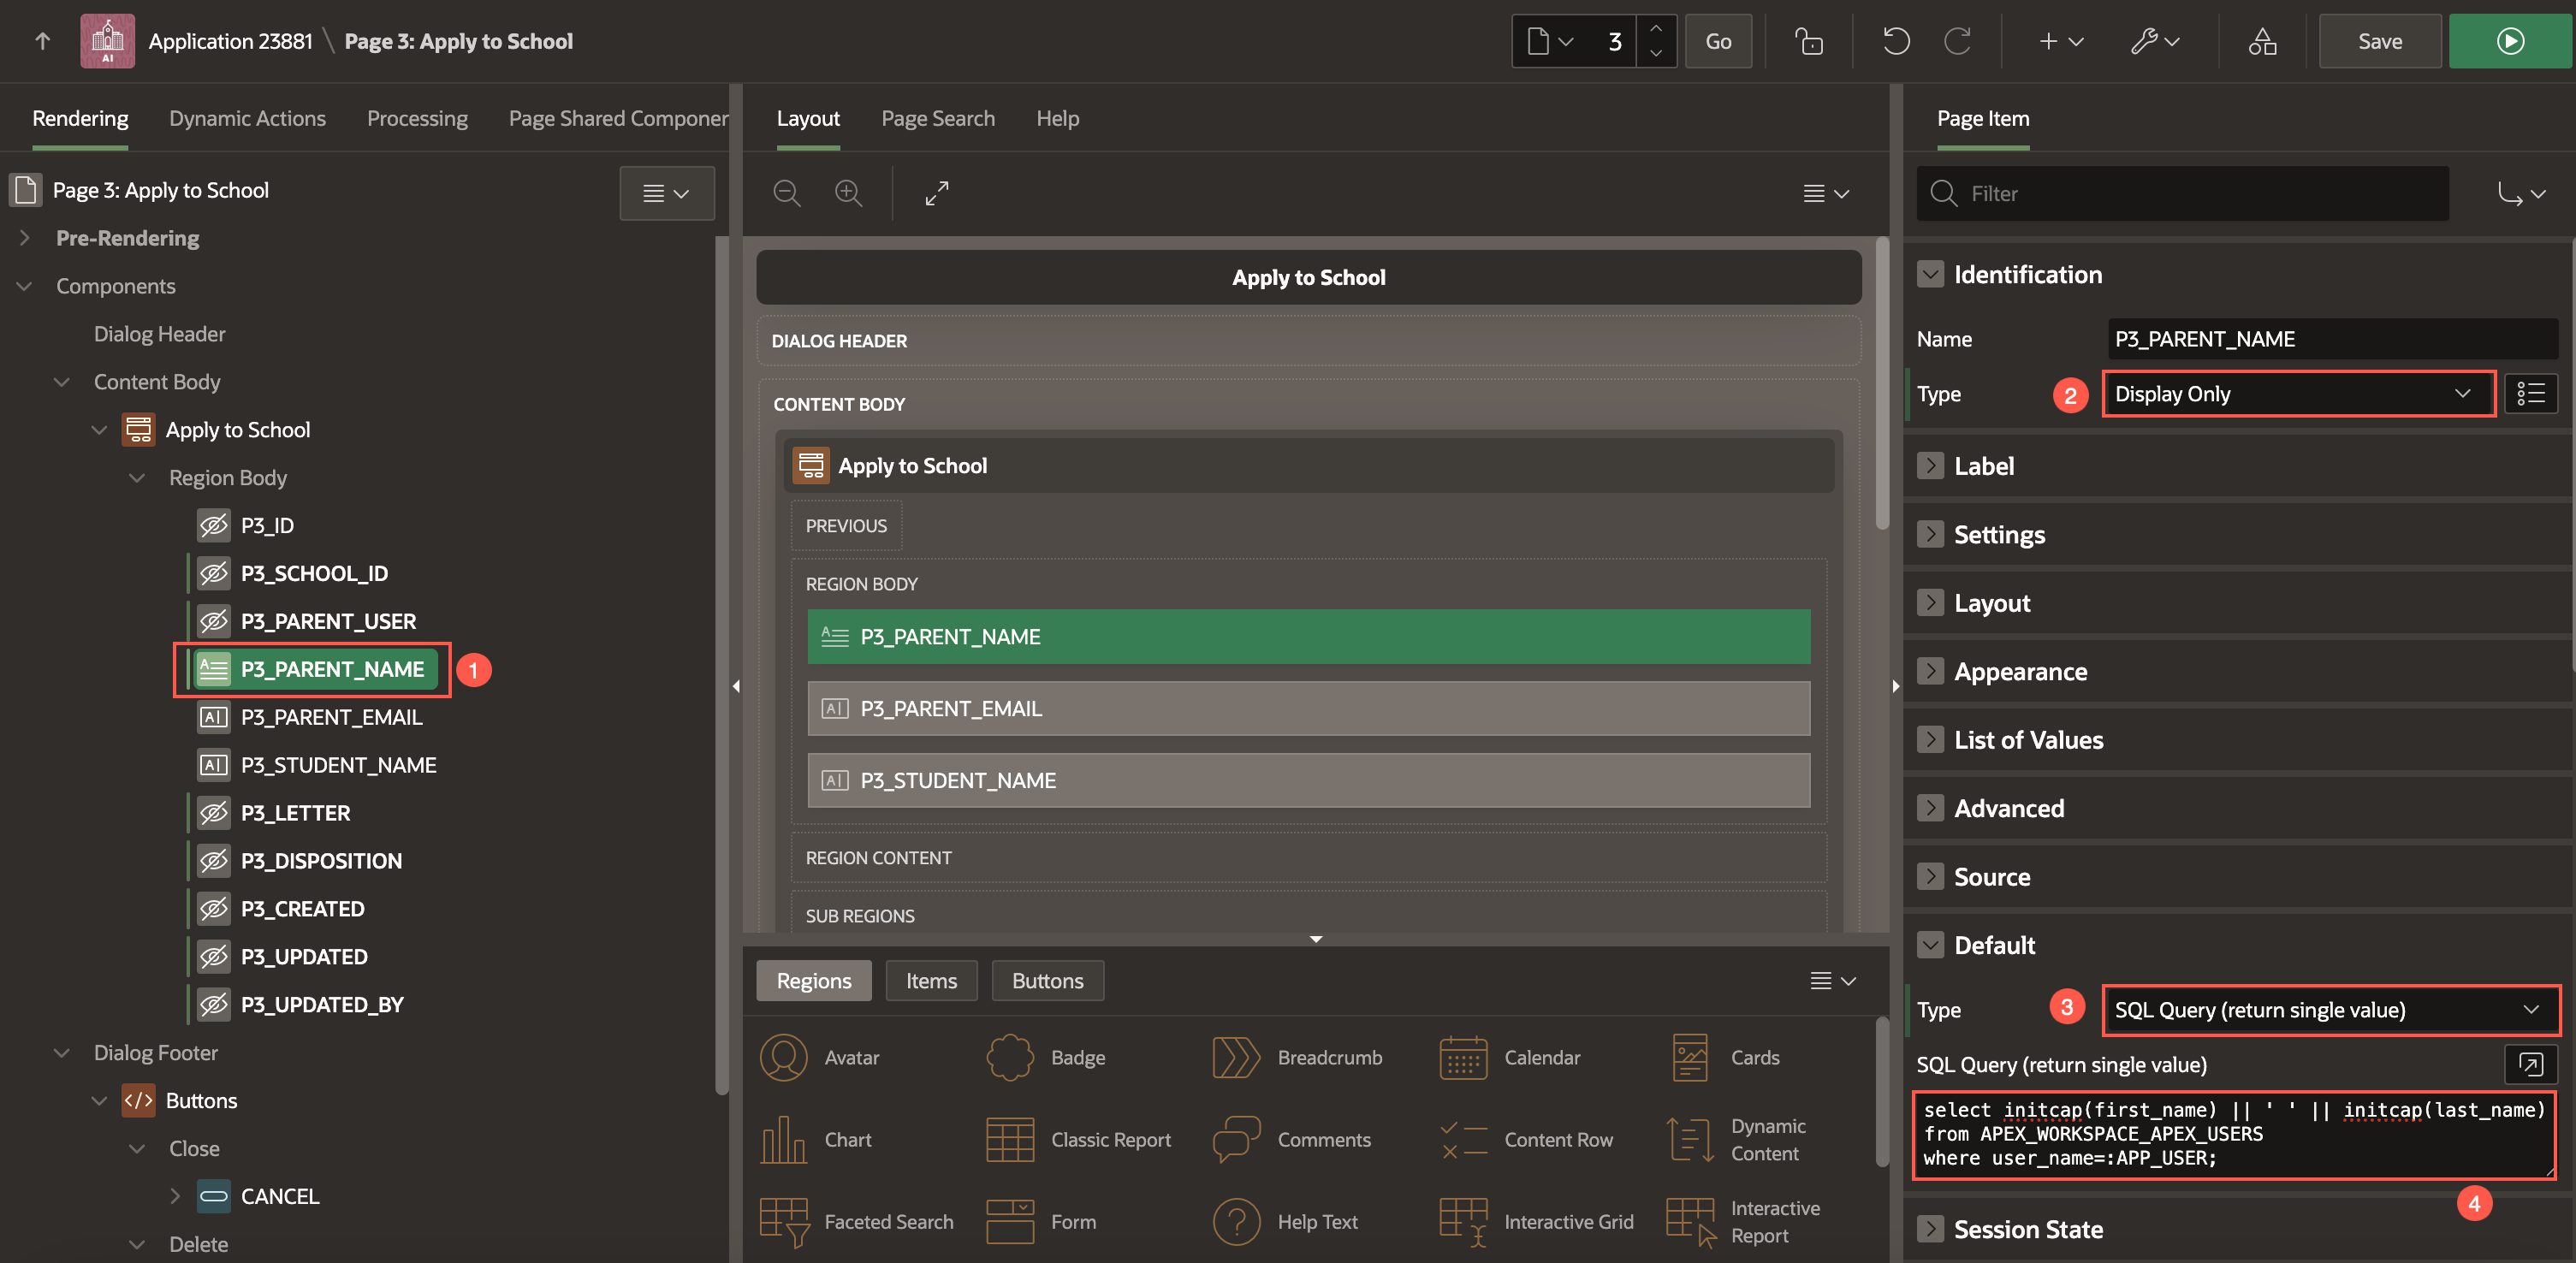 Application 23881 \ Page 3: Apply to School
3
Go
Save
AI
Rendering
Dynamic Actions
Processing
Page Shared Componer
Page 3: Apply to School
Pre-Rendering
Components
Dialog Header
Content Body
Apply to School
Region Body
P3_ID
P3_SCHOOL_ID
P3_PARENT_USER
P3_PARENT_NAME
1
P3_PARENT_EMAIL
P3_STUDENT_NAME
P3_LETTER
P3_DISPOSITION
P3_CREATED
P3_UPDATED
P3_UPDATED_BY
Dialog Footer
Buttons
Close
CANCEL
Delete
Layout
Page Search
Help
Apply to School
DIALOG HEADER
CONTENT BODY
Apply to School
PREVIOUS
REGION BODY
P3_PARENT_NAME
P3_PARENT_EMAIL
P3_STUDENT_NAME
REGION CONTENT
SUB REGIONS
Regions
Items
Buttons
Avatar
Badge
Breadcrumb
Calendar
Cards
Chart
Classic Report
Comments
Content Row
Dynamic
Content
Faceted Search
Form
Help Text
Interactive Grid
Interactive
Report
Page Item
Filter
Identification
Name
P3_PARENT_NAME
Type
2
Display Only
Label
Settings
Layout
Appearance
List of Values
Advanced
Source
Default
Type
3
SQL Query (return single value)
SQL Query (return single value)
select initcap(first_name) || ' ' || initcap(last_name)
from APEX_WORKSPACE_APEX_USERS
where user_name=:APP_USER;
4
Session State